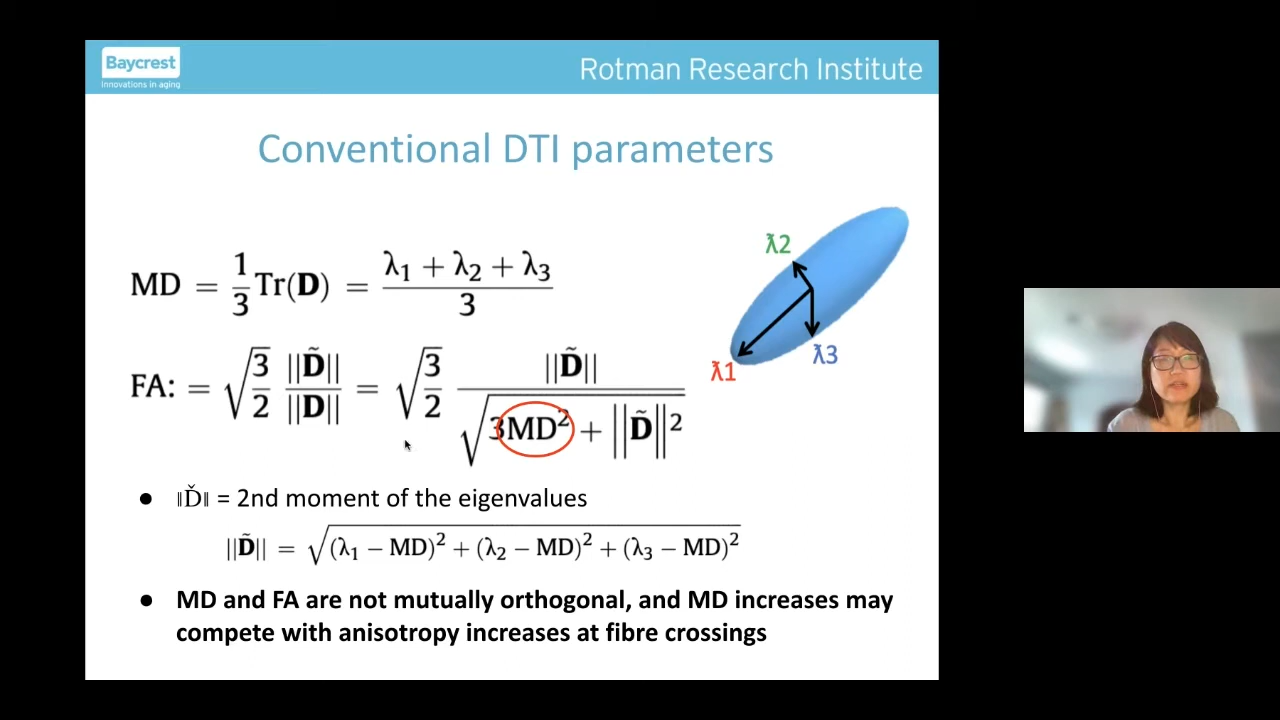 Baycrest
Innovations in aging
Rotman Research Institute
Conventional DTI parameters
MD = 1/3 Tr(D) = (λ₁ + λ₂ + λ₃)/3
FA: = √(3/2) ||D̃||/||D|| = √(3/2) ||D̃||/√(3MD² + ||D̃||²)
λ̃2
λ̃1
λ̃3
● ‖Ď‖ = 2nd moment of the eigenvalues
||D̃|| = √((λ₁ − MD)² + (λ₂ − MD)² + (λ₃ − MD)²)
● MD and FA are not mutually orthogonal, and MD increases may
compete with anisotropy increases at fibre crossings